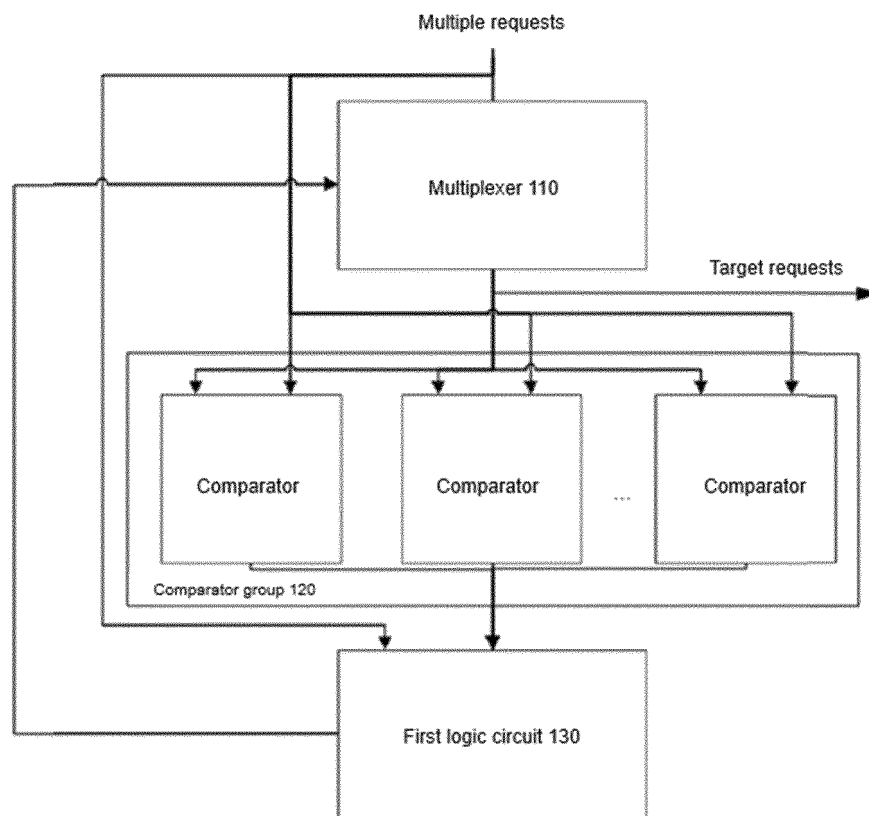 Multiple requests
Multiplexer 110
Target requests
Comparator
Comparator
...
Comparator
Comparator group 120
First logic circuit 130